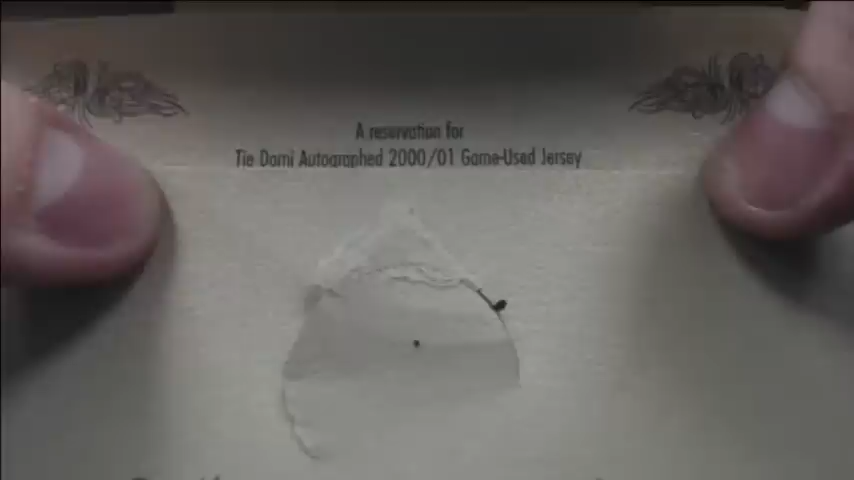 A reservation for
Tie Domi Autographed 2000/01 Game-Used Jersey